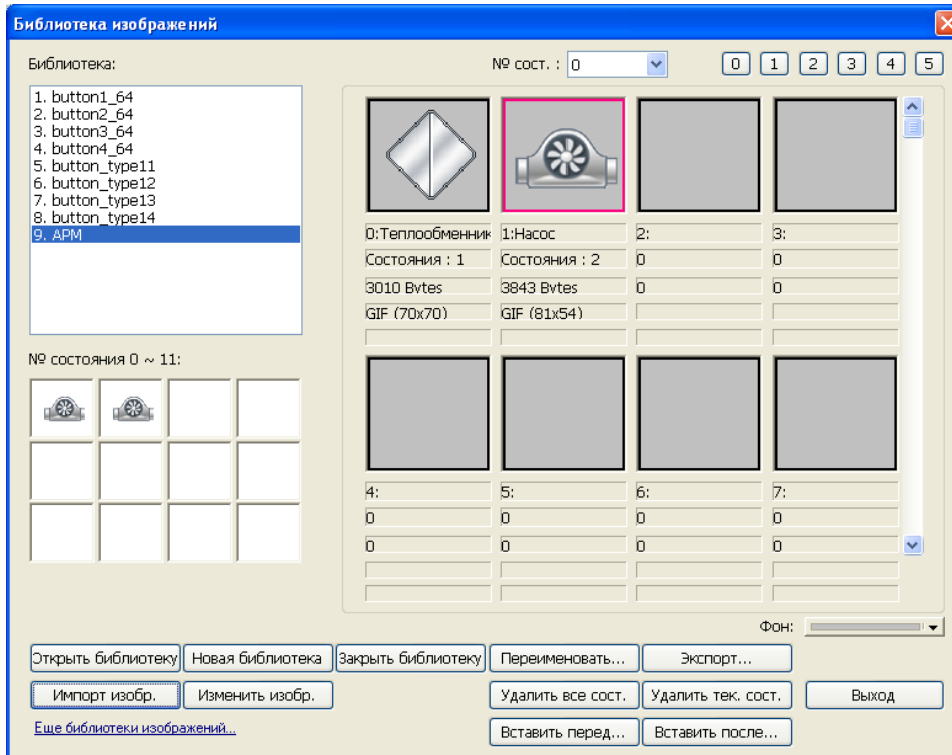 Библиотека изображений
Библиотека:
№ сост. : 0
0 1 2 3 4 5
1. button1_64
2. button2_64
3. button3_64
4. button4_64
5. button_type11
6. button_type12
7. button_type13
8. button_type14
9. АРМ
0:Теплообменник 1:Насос 2: 3:
Состояния : 1 Состояния : 2 0 0
3010 Bytes 3843 Bytes 0 0
GIF (70x70) GIF (81x54)
№ состояния 0 ~ 11:
4: 5: 6: 7:
0 0 0 0
0 0 0 0
Фон:
Открыть библиотеку Новая библиотека Закрыть библиотеку Переименовать... Экспорт...
Импорт изобр. Изменить изобр. Удалить все сост. Удалить тек. сост. Выход
Еще библиотеки изображений...
Вставить перед... Вставить после...